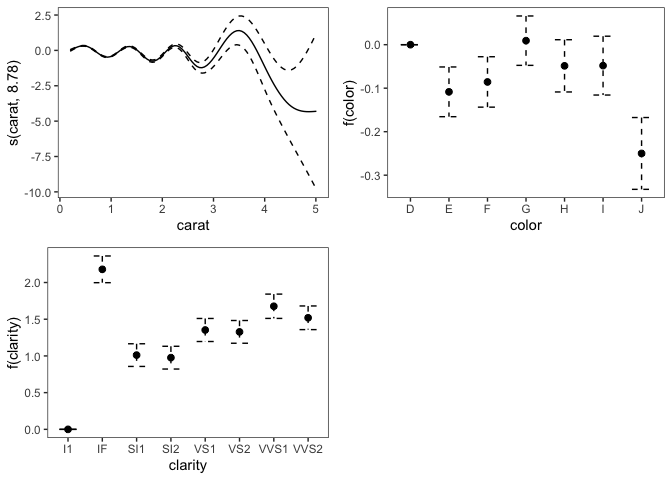 2.5
0.0
-2.5
-5.0
-7.5
-10.0
s(carat, 8.78)
0 1 2 3 4 5
carat
0.0
-0.1
-0.2
-0.3
f(color)
D E F G H I J
color
2.0
1.5
1.0
0.5
0.0
f(clarity)
I1 IF SI1 SI2 VS1 VS2 VVS1 VVS2
clarity